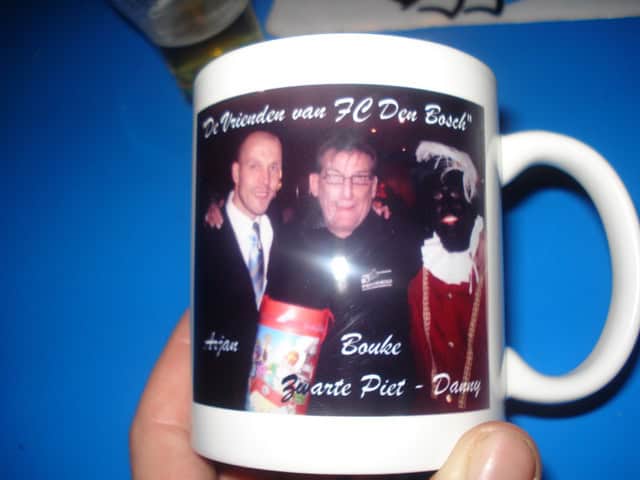 "De Vrienden van FC Den Bosch"
Arjan
Bouke
Zwarte Piet - Danny